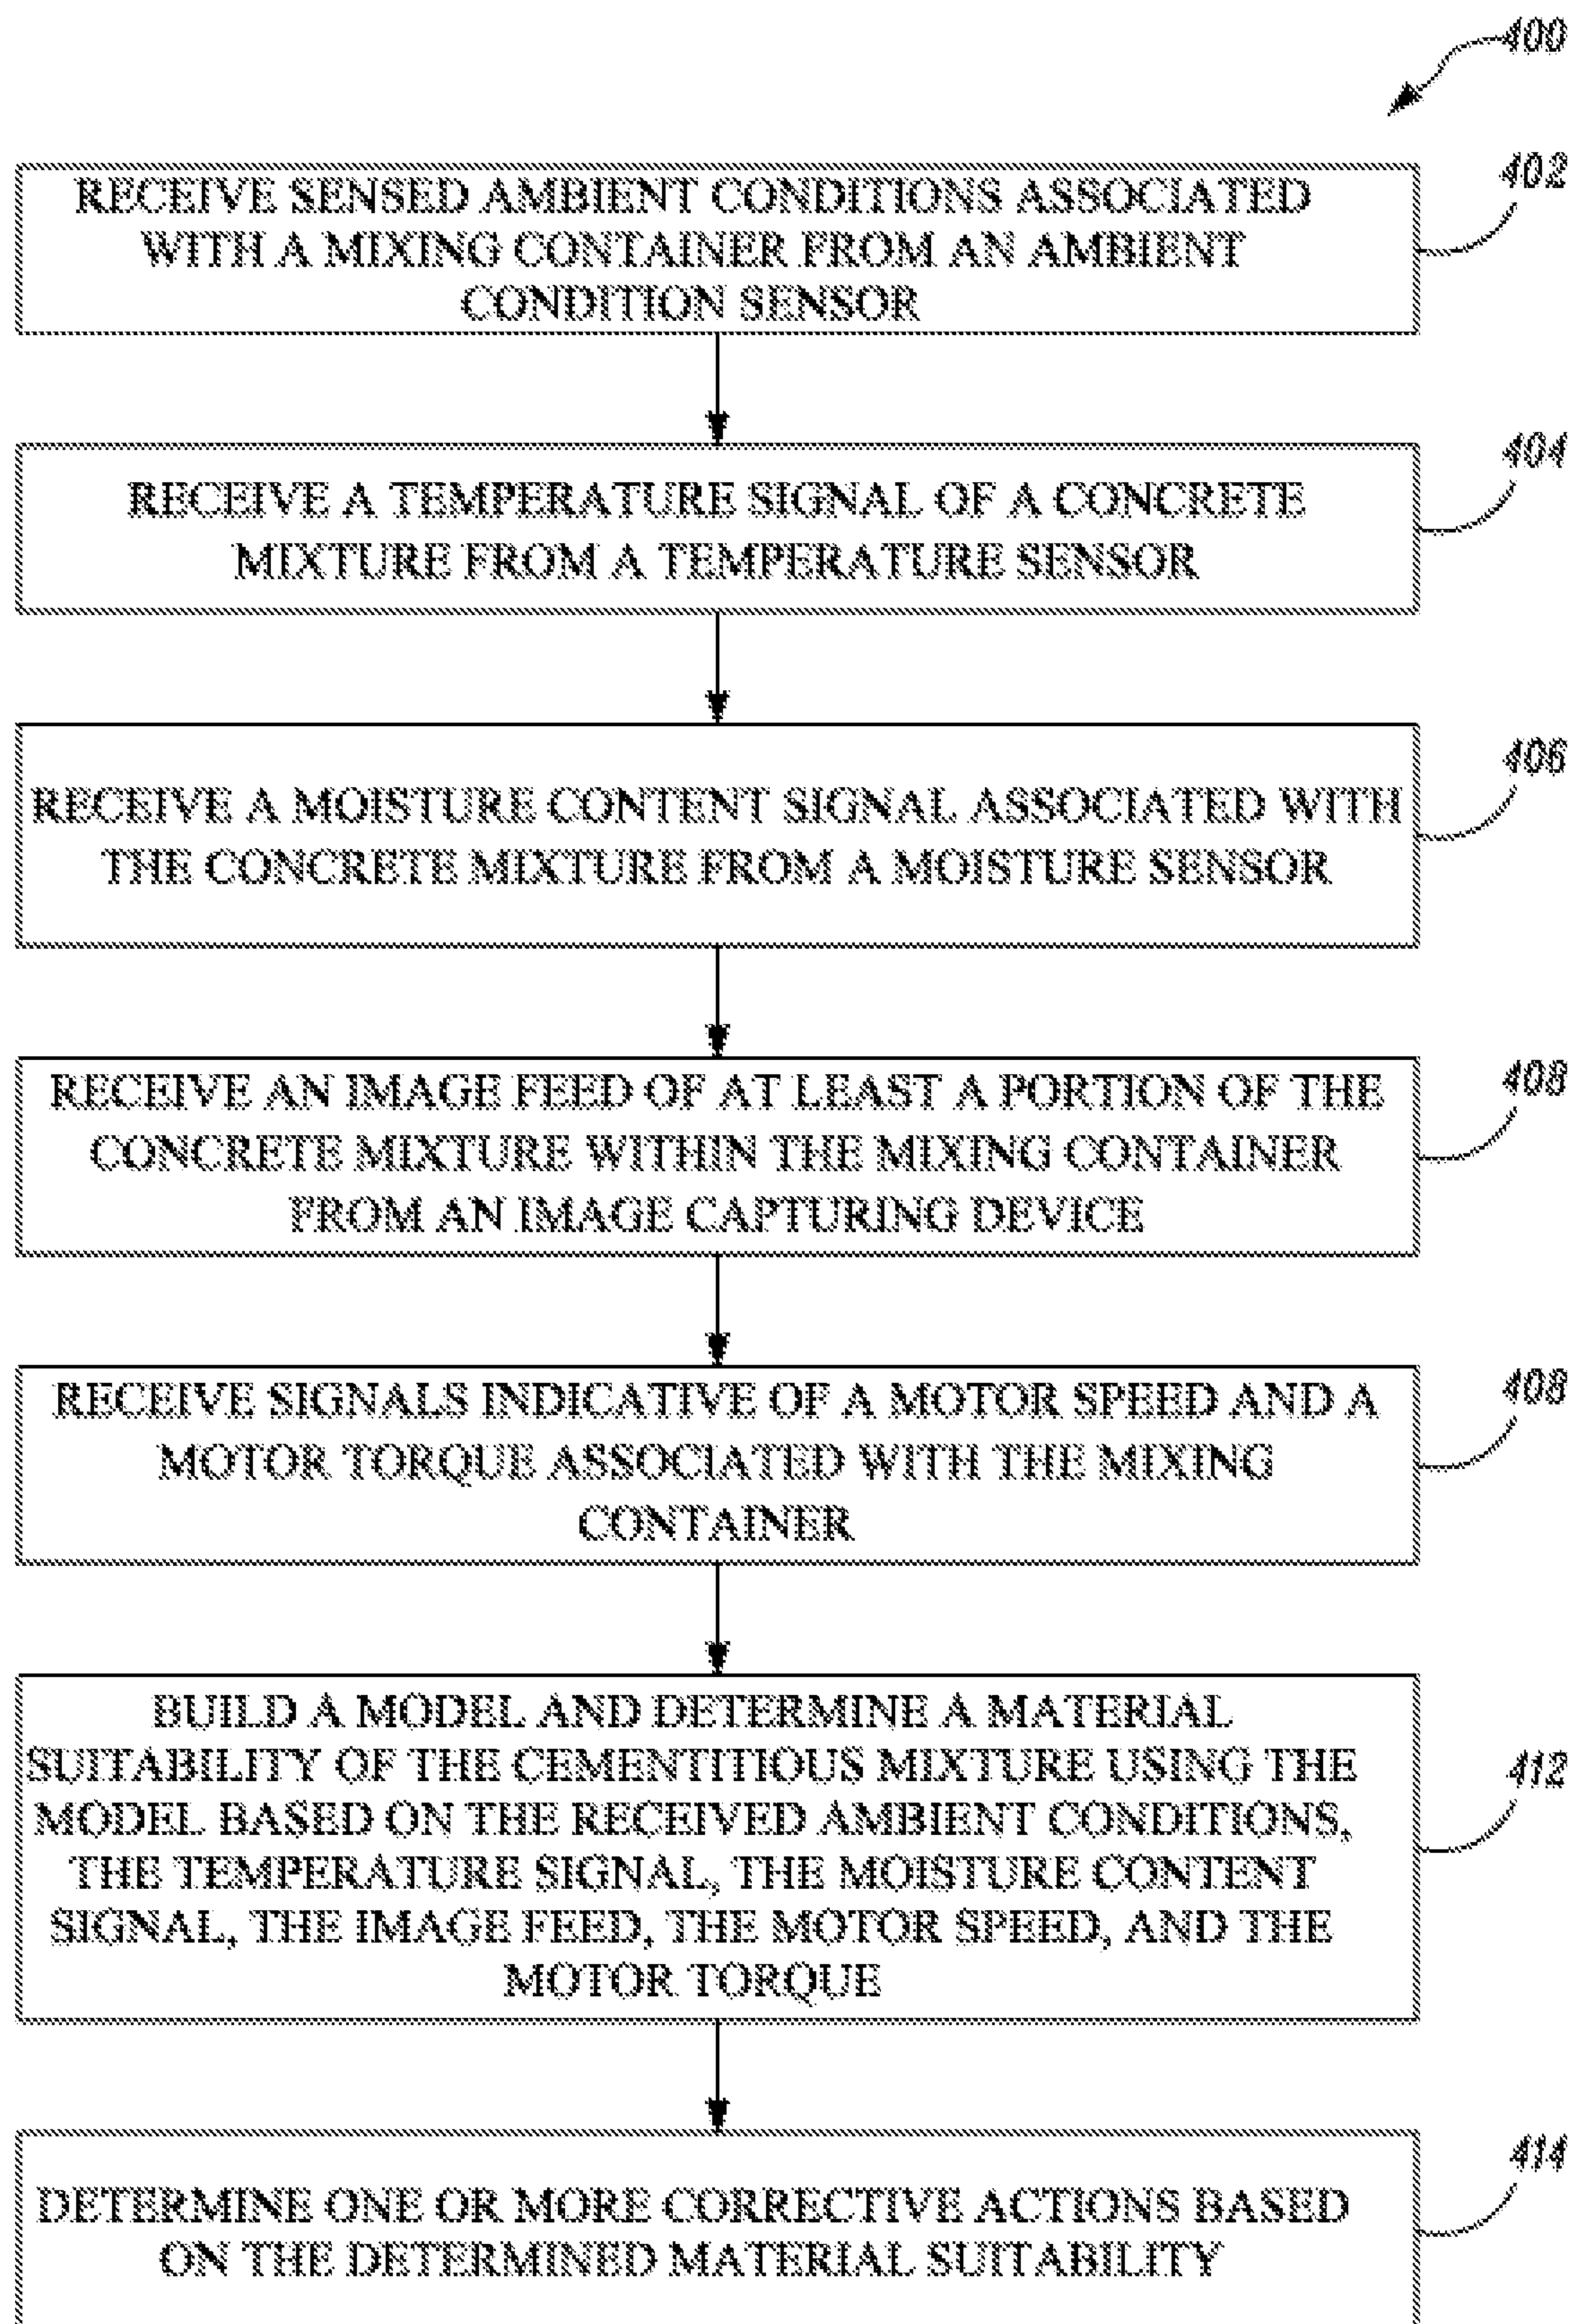 400
402
RECEIVE SENSED AMBIENT CONDITIONS ASSOCIATED
WITH A MIXING CONTAINER FROM AN AMBIENT
CONDITION SENSOR
404
RECEIVE A TEMPERATURE SIGNAL OF A CONCRETE
MIXTURE FROM A TEMPERATURE SENSOR
406
RECEIVE A MOISTURE CONTENT SIGNAL ASSOCIATED WITH
THE CONCRETE MIXTURE FROM A MOISTURE SENSOR
408
RECEIVE AN IMAGE FEED OF AT LEAST A PORTION OF THE
CONCRETE MIXTURE WITHIN THE MIXING CONTAINER
FROM AN IMAGE CAPTURING DEVICE
408
RECEIVE SIGNALS INDICATIVE OF A MOTOR SPEED AND A
MOTOR TORQUE ASSOCIATED WITH THE MIXING
CONTAINER
412
BUILD A MODEL AND DETERMINE A MATERIAL
SUITABILITY OF THE CEMENTITIOUS MIXTURE USING THE
MODEL BASED ON THE RECEIVED AMBIENT CONDITIONS,
THE TEMPERATURE SIGNAL, THE MOISTURE CONTENT
SIGNAL, THE IMAGE FEED, THE MOTOR SPEED, AND THE
MOTOR TORQUE
414
DETERMINE ONE OR MORE CORRECTIVE ACTIONS BASED
ON THE DETERMINED MATERIAL SUITABILITY